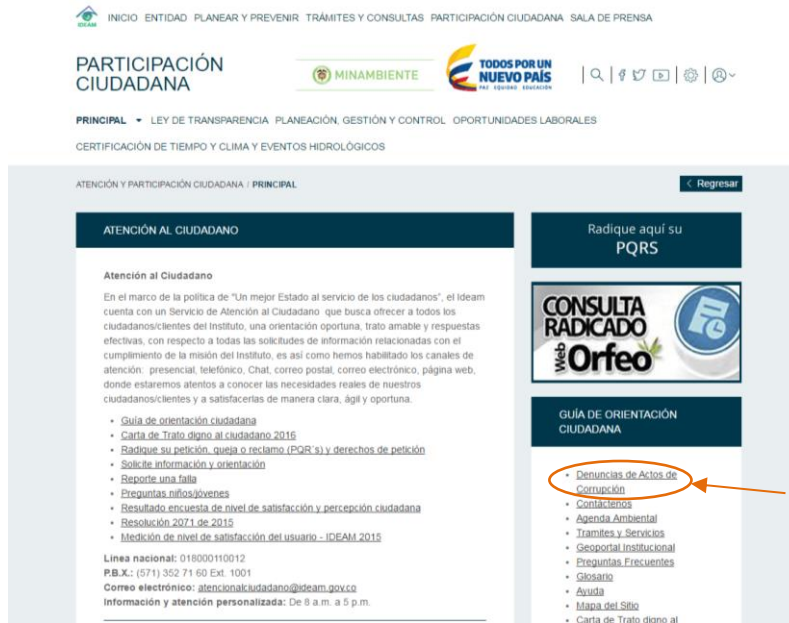 IDEAM
INICIO ENTIDAD PLANEAR Y PREVENIR TRÁMITES Y CONSULTAS PARTICIPACIÓN CIUDADANA SALA DE PRENSA
PARTICIPACIÓN
CIUDADANA
MINAMBIENTE
TODOS POR UN
NUEVO PAÍS
PAZ EQUIDAD EDUCACIÓN
PRINCIPAL LEY DE TRANSPARENCIA PLANEACIÓN, GESTIÓN Y CONTROL OPORTUNIDADES LABORALES
CERTIFICACIÓN DE TIEMPO Y CLIMA Y EVENTOS HIDROLÓGICOS
ATENCIÓN Y PARTICIPACIÓN CIUDADANA / PRINCIPAL
< Regresar
ATENCIÓN AL CIUDADANO
Atención al Ciudadano
En el marco de la política de "Un mejor Estado al servicio de los ciudadanos", el Ideam
cuenta con un Servicio de Atención al Ciudadano que busca ofrecer a todos los
ciudadanos/clientes del Instituto, una orientación oportuna, trato amable y respuestas
efectivas, con respecto a todas las solicitudes de información relacionadas con el
cumplimiento de la misión del Instituto, es así como hemos habilitado los canales de
atención: presencial, telefónico, Chat, correo postal, correo electrónico, página web,
donde estaremos atentos a conocer las necesidades reales de nuestros
ciudadanos/clientes y a satisfacerlas de manera clara, ágil y oportuna.
• Guía de orientación ciudadana
• Carta de Trato digno al ciudadano 2016
• Radique su petición, queja o reclamo (PQR´s) y derechos de petición
• Solicite información y orientación
• Reporte una falla
• Preguntas niños/jóvenes
• Resultado encuesta de nivel de satisfacción y percepción ciudadana
• Resolución 2071 de 2015
• Medición de nivel de satisfacción del usuario - IDEAM 2015
Linea nacional: 018000110012
P.B.X.: (571) 352 71 60 Ext. 1001
Correo electrónico: atencionalciudadano@ideam.gov.co
Información y atención personalizada: De 8 a.m. a 5 p.m.
Radique aquí su
PQRS
CONSULTA
RADICADO
Web Orfeo
GUÍA DE ORIENTACIÓN
CIUDADANA
• Denuncias de Actos de
Corrupción
• Contáctenos
• Agenda Ambiental
• Tramites y Servicios
• Geoportal Institucional
• Preguntas Frecuentes
• Glosario
• Ayuda
• Mapa del Sitio
• Carta de Trato digno al